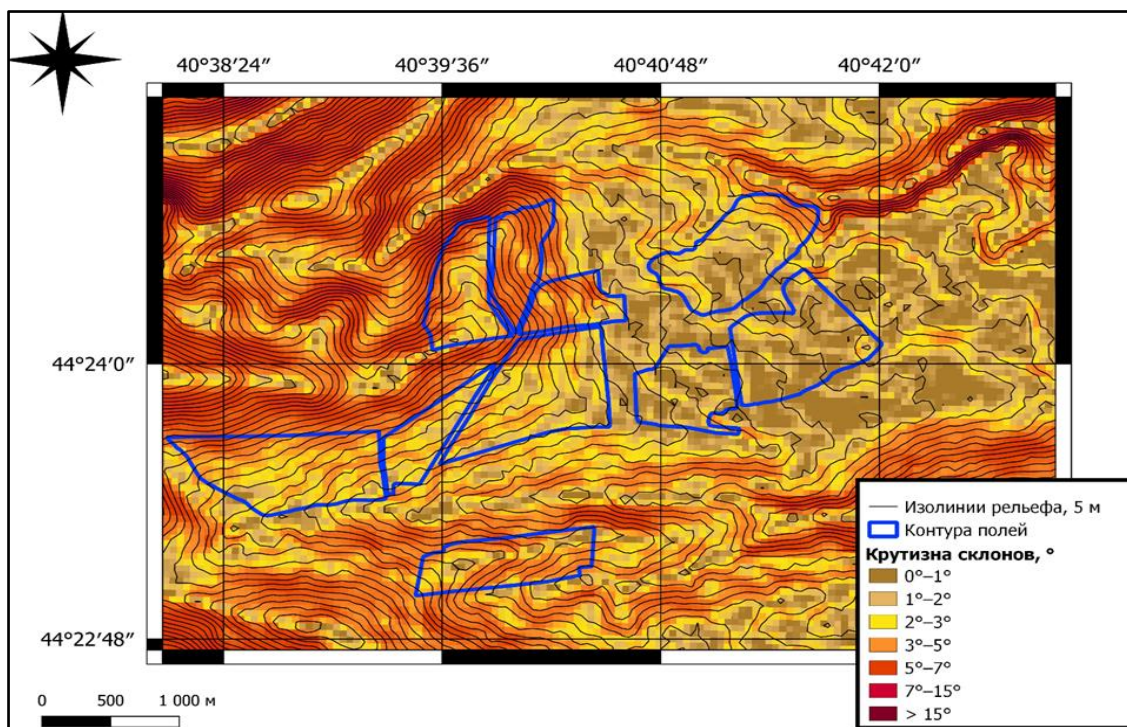 40°38′24″ 40°39′36″ 40°40′48″ 40°42′0″
44°24′0″
44°22′48″
Изолинии рельефа, 5 м
Контура полей
Крутизна склонов, °
0°–1°
1°–2°
2°–3°
3°–5°
5°–7°
7°–15°
> 15°
0 500 1 000 м